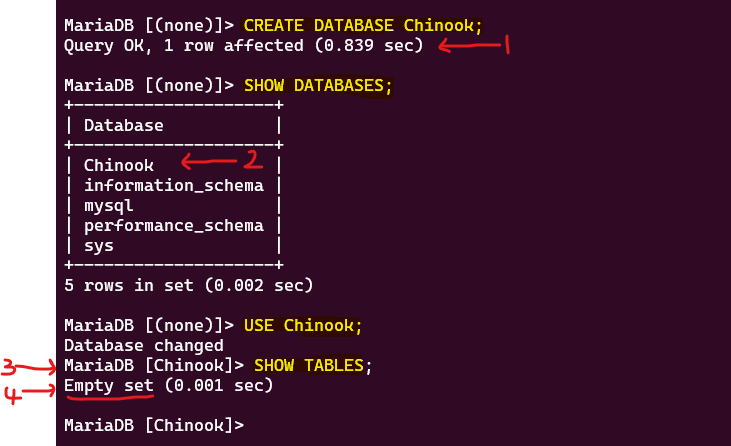 MariaDB [(none)]> CREATE DATABASE Chinook;
Query OK, 1 row affected (0.839 sec) 1
MariaDB [(none)]> SHOW DATABASES;
+--------------------+
| Database           |
+--------------------+
| Chinook            | 2
| information_schema |
| mysql              |
| performance_schema |
| sys                |
+--------------------+
5 rows in set (0.002 sec)
MariaDB [(none)]> USE Chinook;
Database changed
3 MariaDB [Chinook]> SHOW TABLES;
4 Empty set (0.001 sec)
MariaDB [Chinook]>